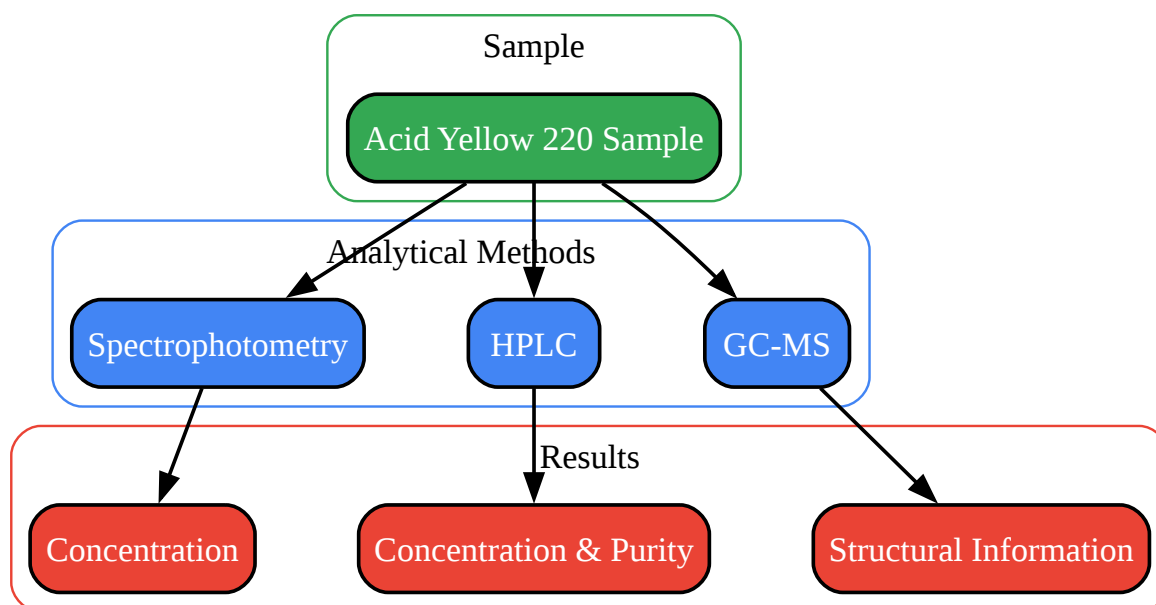 Sample
Acid Yellow 220 Sample
Analytical Methods
Spectrophotometry
HPLC
GC-MS
Results
Concentration
Concentration & Purity
Structural Information